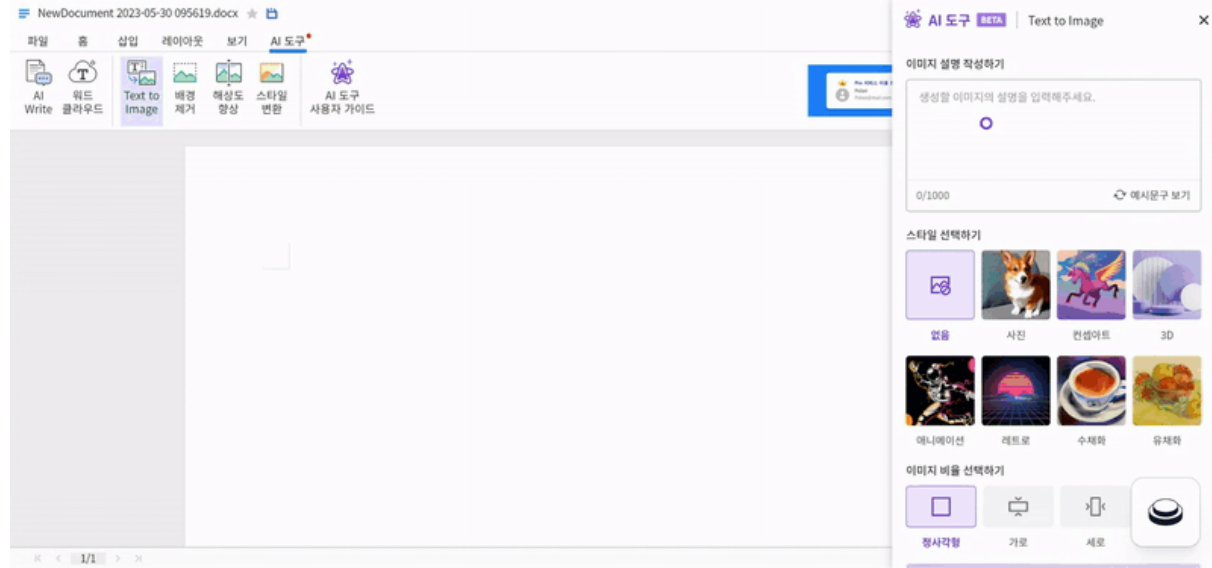 NewDocument 2023-05-30 095619.docx
파일 홈 삽입 레이아웃 보기 AI 도구
AI Write
워드 클라우드
Text to Image
배경 제거
해상도 향상
스타일 변환
AI 도구 사용자 가이드
AI 도구 BETA Text to Image
이미지 설명 작성하기
생성할 이미지의 설명을 입력해주세요.
0/1000 예시문구 보기
스타일 선택하기
없음 사진 컨셉아트 3D
애니메이션 레트로 수채화 유채화
이미지 비율 선택하기
정사각형 가로 세로
1/1